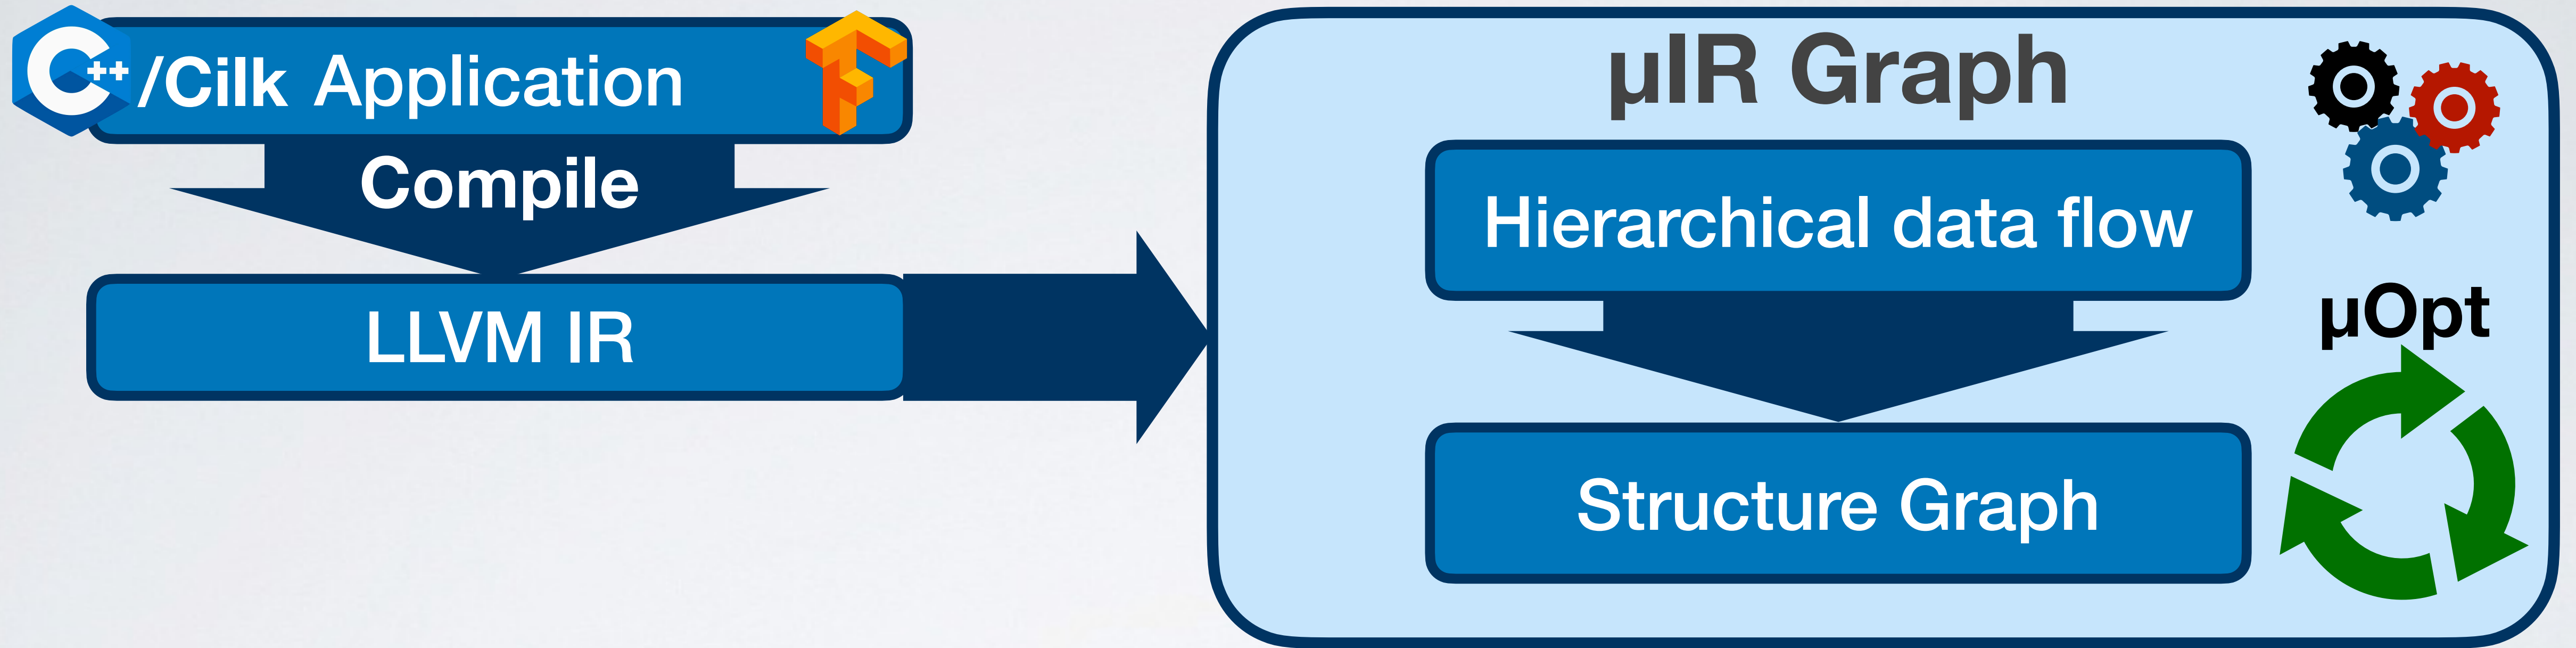 C++/Cilk Application
Compile
LLVM IR
µIR Graph
Hierarchical data flow
µOpt
Structure Graph